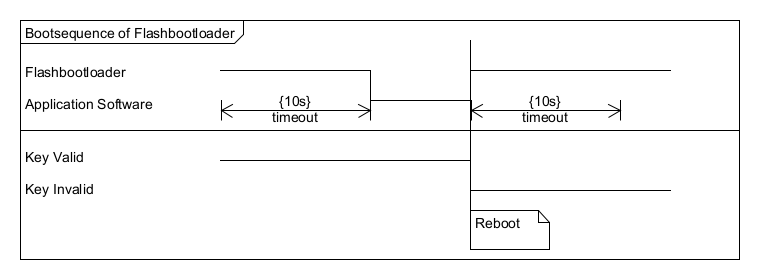 Bootsequence of Flashbootloader
Flashbootloader
Application Software
{10s}
timeout
{10s}
timeout
Key Valid
Key Invalid
Reboot